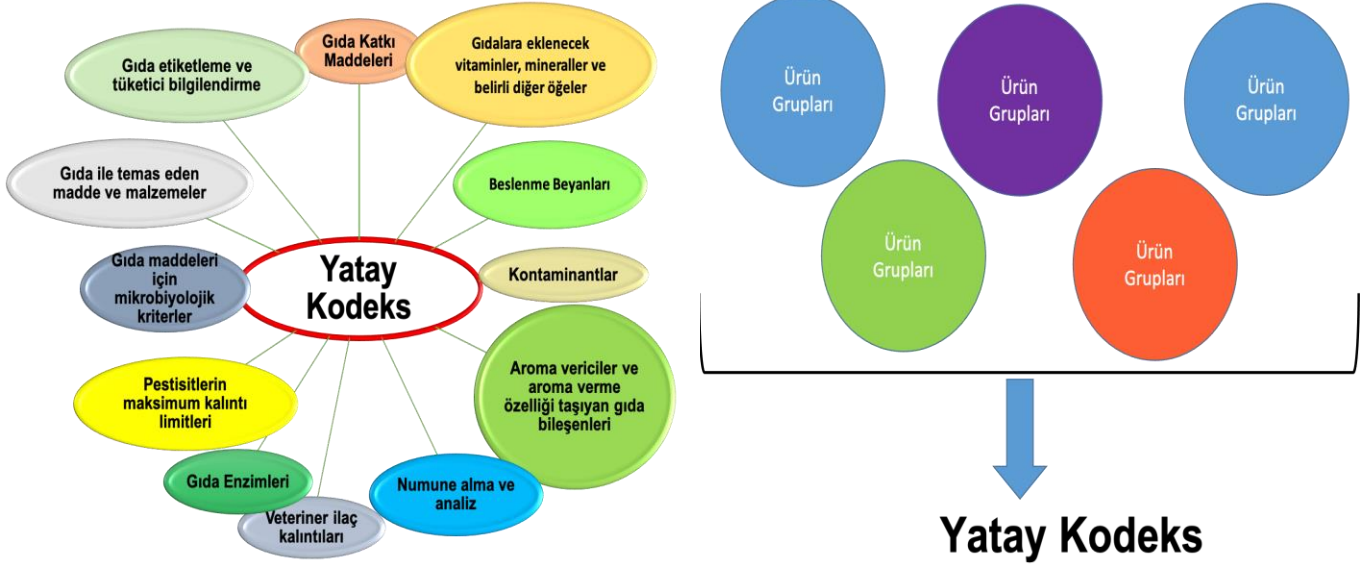 Gıda etiketleme ve
tüketici bilgilendirme
Gıda Katkı
Maddeleri
Gıdalara eklenecek
vitaminler, mineraller ve
belirli diğer öğeler
Gıda ile temas eden
madde ve malzemeler
Beslenme Beyanları
Gıda maddeleri
için
mikrobiyolojik
kriterler
Yatay
Kodeks
Kontaminantlar
Pestisitlerin
maksimum kalıntı
limitleri
Aroma vericiler ve
aroma verme
özelliği taşıyan gıda
bileşenleri
Gıda Enzimleri
Veteriner ilaç
kalıntıları
Numune alma ve
analiz
Ürün
Grupları
Ürün
Grupları
Ürün
Grupları
Ürün
Grupları
Ürün
Grupları
Yatay Kodeks